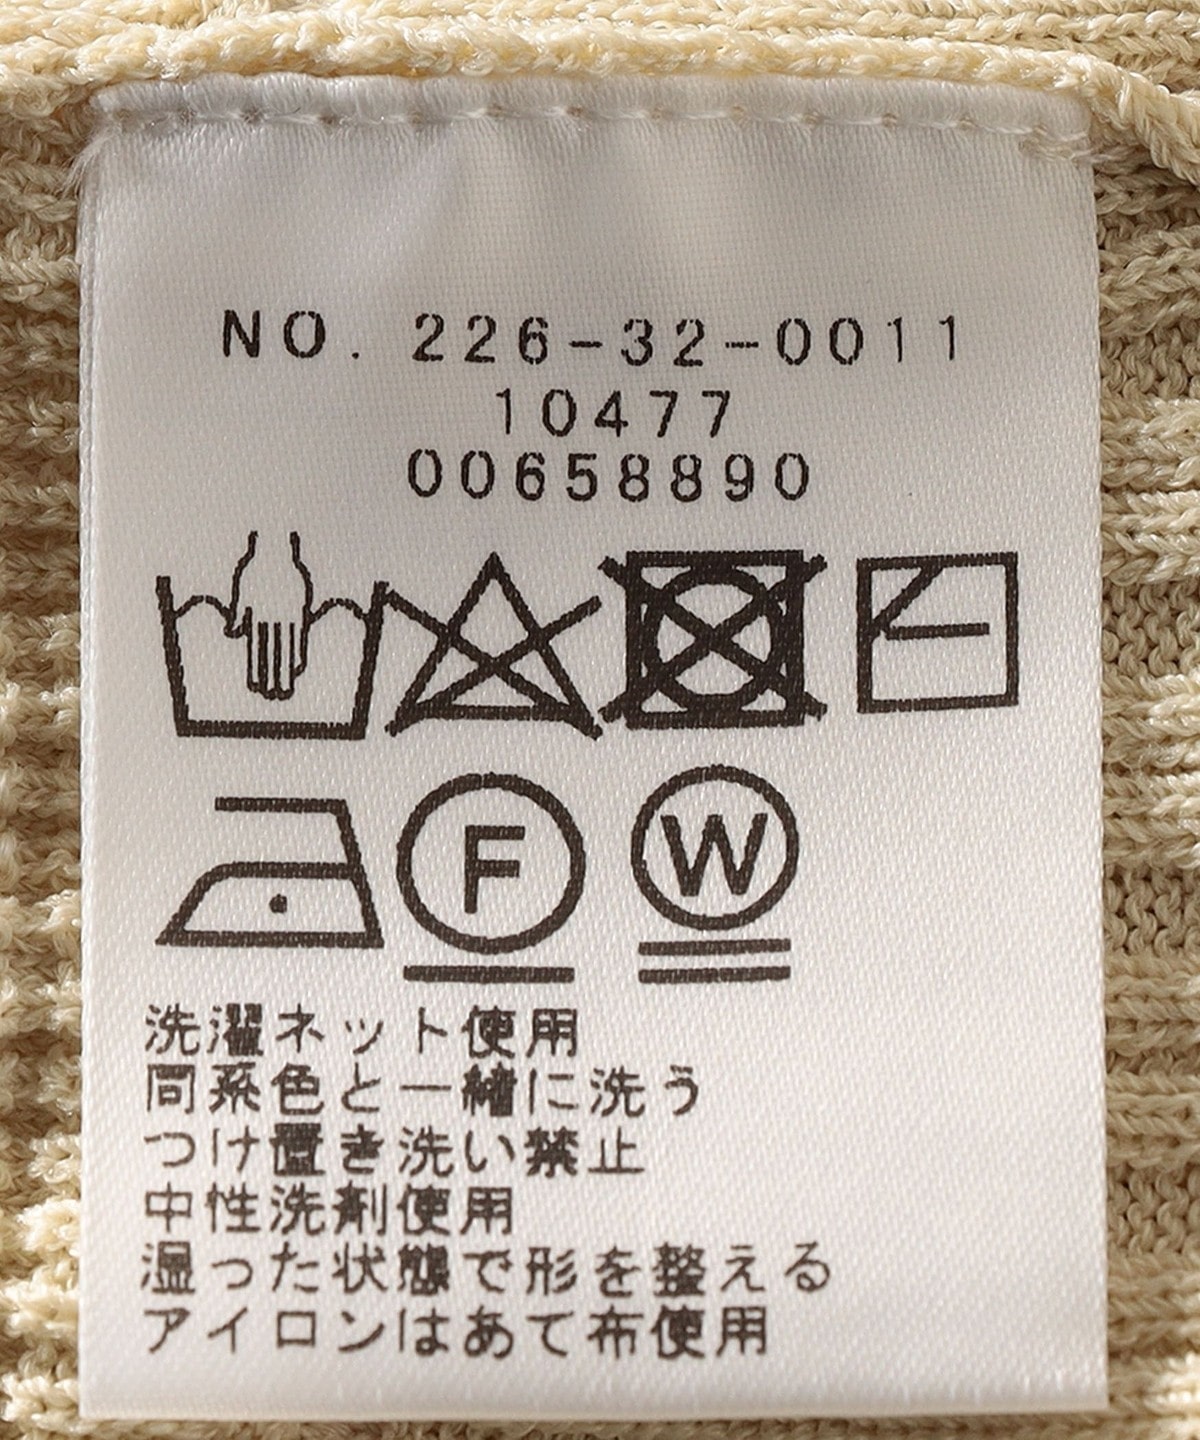 NO. 226-32-0011
10477
00658890
F W
洗濯ネット使用
同系色と一緒に洗う
つけ置き洗い禁止
中性洗剤使用
湿った状態で形を整える
アイロンはあて布使用